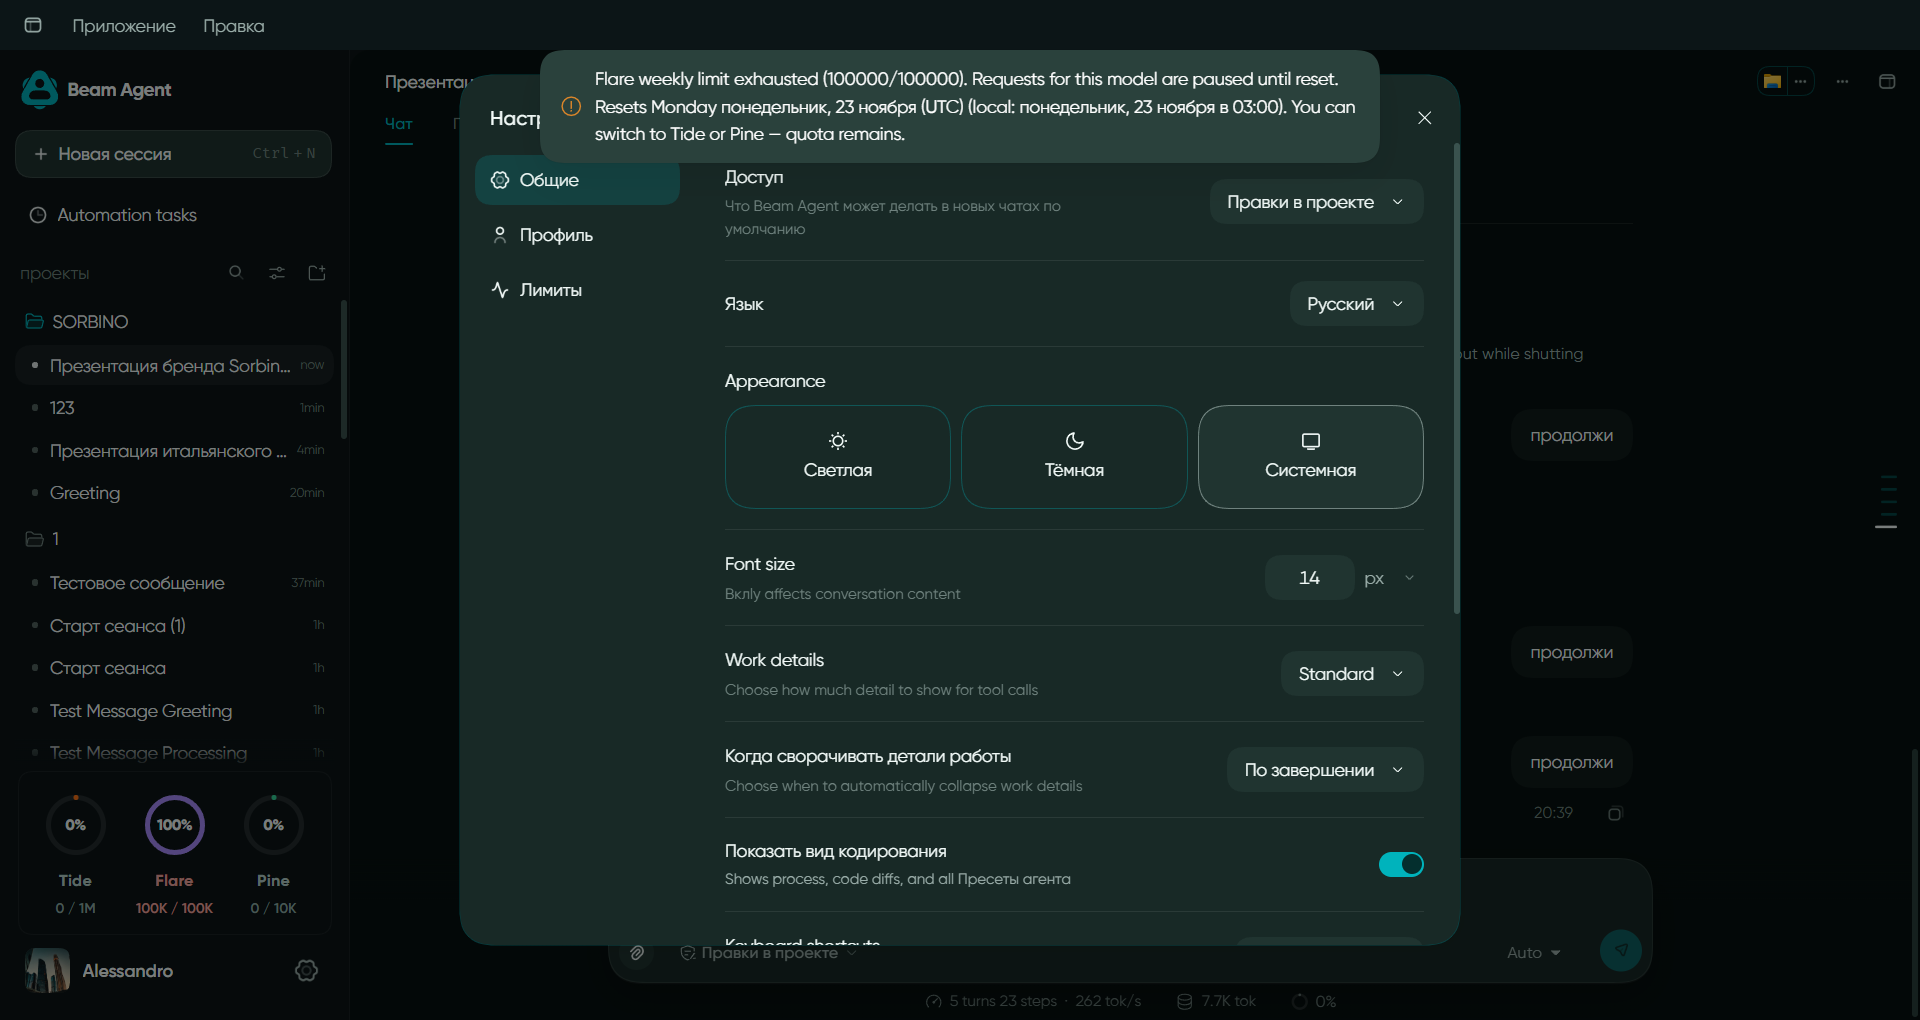 Приложение
Правка
Beam Agent
Новая сессия
Ctrl + N
Automation tasks
проекты
SORBINO
Презентация бренда Sorbin...
now
123
1min
Презентация итальянского ...
4min
Greeting
20min
1
Тестовое сообщение
37min
Старт сеанса (1)
1h
Старт сеанса
1h
Test Message Greeting
1h
Test Message Processing
1h
0%
100%
0%
Tide
Flare
Pine
0 / 1M
100K / 100K
0 / 10K
Alessandro
Чат
Flare weekly limit exhausted (100000/100000). Requests for this model are paused until reset.
Resets Monday понедельник, 23 ноября (UTC) (local: понедельник, 23 ноября в 03:00). You can
switch to Tide or Pine — quota remains.
Общие
Профиль
Лимиты
Доступ
Что Beam Agent может делать в новых чатах по
умолчанию
Правки в проекте
Язык
Русский
Appearance
Светлая
Тёмная
Системная
Font size
Вклly affects conversation content
14
px
Work details
Choose how much detail to show for tool calls
Standard
Когда сворачивать детали работы
Choose when to automatically collapse work details
По завершении
Показать вид кодирования
Shows process, code diffs, and all Пресеты агента
Keyboard shortcuts
while shutting
продолжи
продолжи
продолжи
20:39
Правки в проекте
Auto
5 turns 23 steps · 262 tok/s
7.7K tok
0%